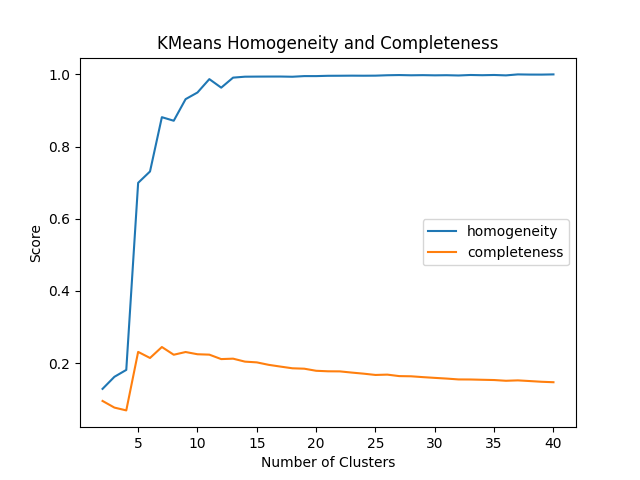 KMeans Homogeneity and Completeness
Score
1.0
0.8
0.6
0.4
0.2
homogeneity
completeness
5 10 15 20 25 30 35 40
Number of Clusters